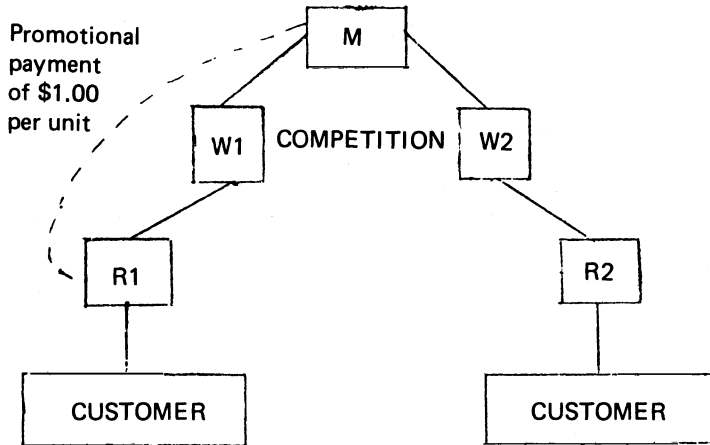 Promotional
payment
of $1.00
per unit
M
W1 COMPETITION W2
R1 R2
CUSTOMER CUSTOMER